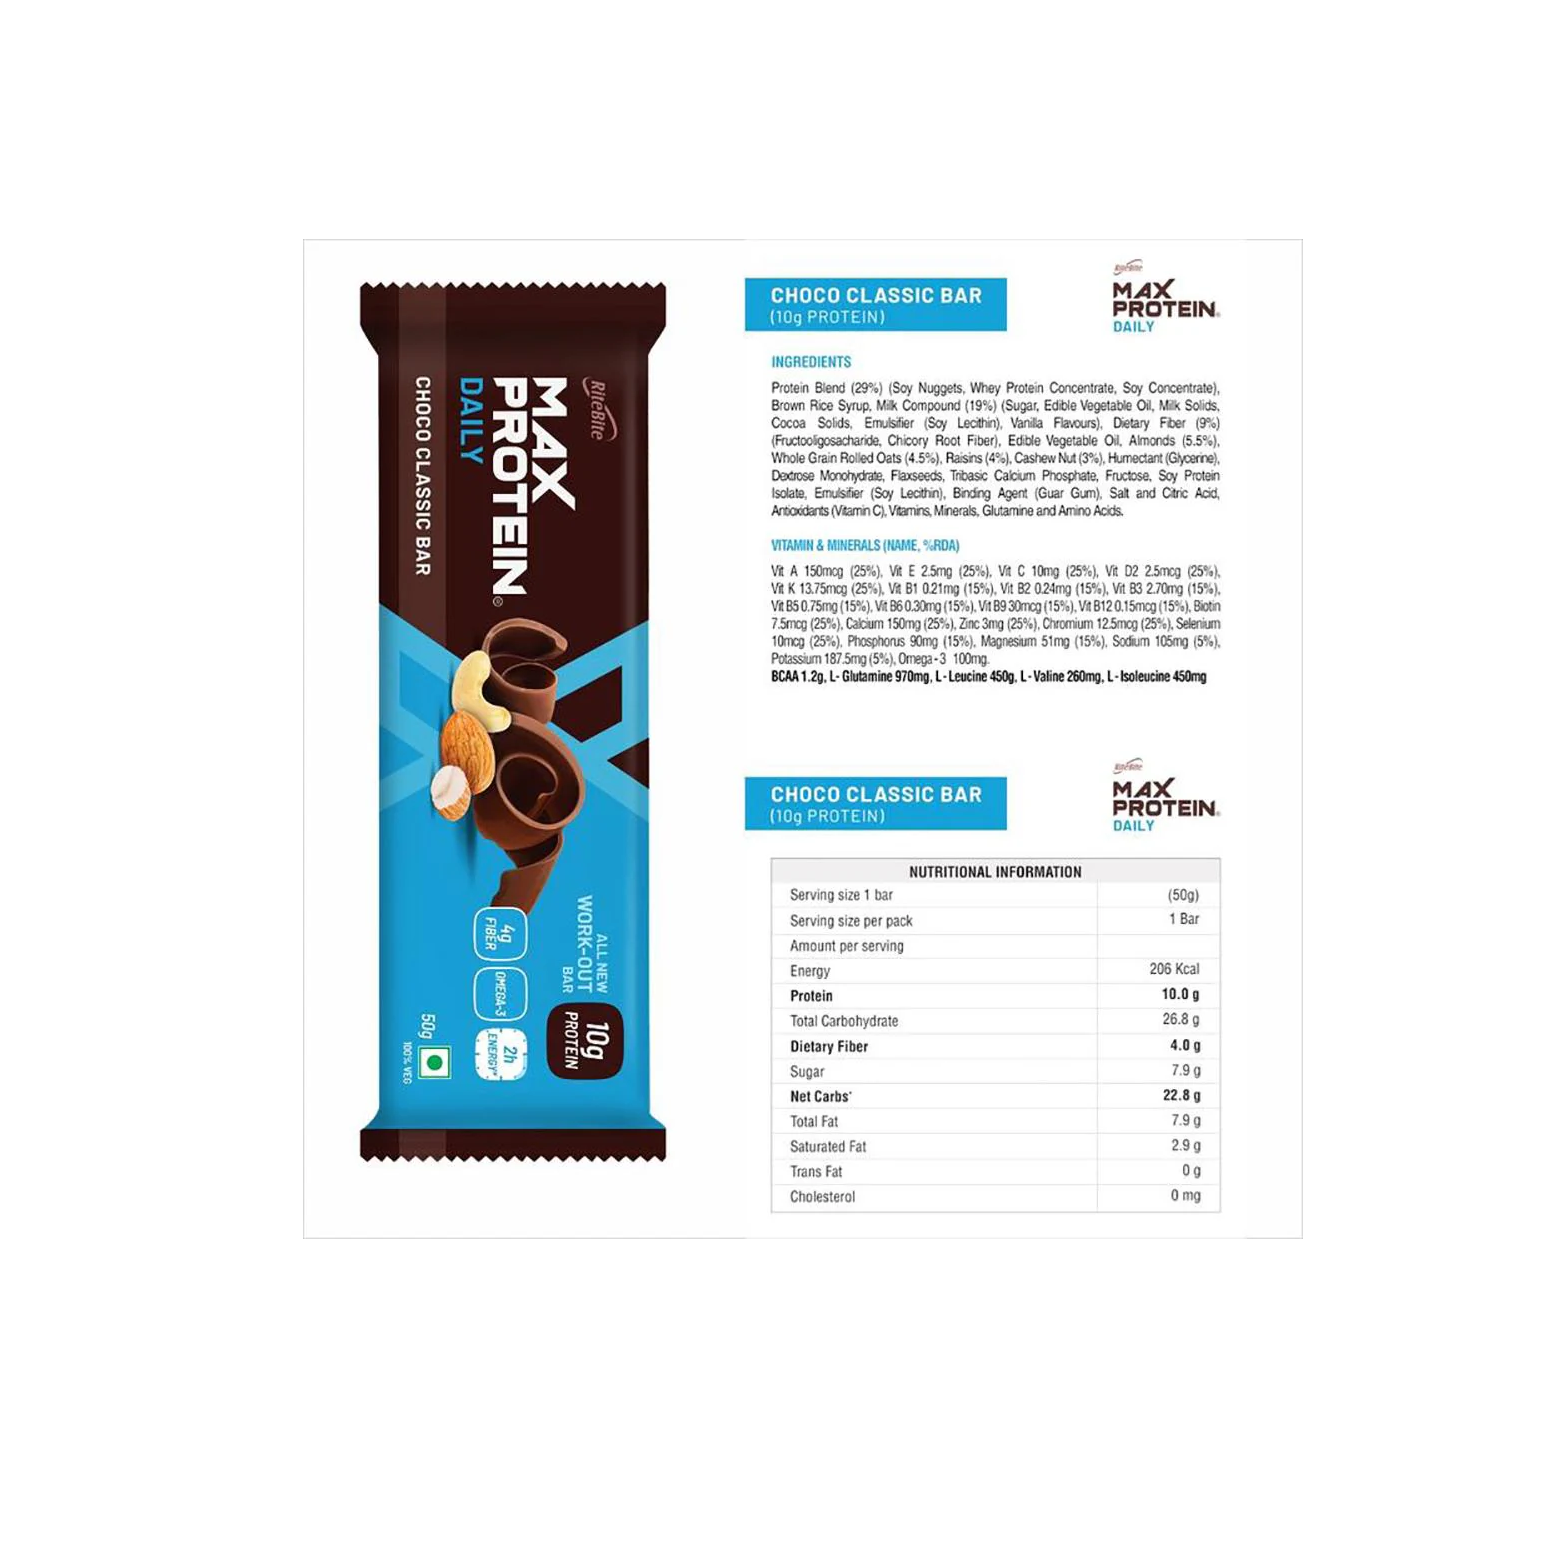 RiteBite
MAX
PROTEIN®
DAILY
CHOCO CLASSIC BAR
ALL NEW
WORK-OUT
BAR
10g
PROTEIN
4g
FIBER
OMEGA-3
2h
ENERGY*
50g
100% VEG
CHOCO CLASSIC BAR
(10g PROTEIN)
RiteBite
MAX
PROTEIN®
DAILY
INGREDIENTS
Protein Blend (29%) (Soy Nuggets, Whey Protein Concentrate, Soy Concentrate),
Brown Rice Syrup, Milk Compound (19%) (Sugar, Edible Vegetable Oil, Milk Solids,
Cocoa Solids, Emulsifier (Soy Lecithin), Vanilla Flavours), Dietary Fiber (9%)
(Fructooligosacharide, Chicory Root Fiber), Edible Vegetable Oil, Almonds (5.5%),
Whole Grain Rolled Oats (4.5%), Raisins (4%), Cashew Nut (3%), Humectant (Glycerine),
Dextrose Monohydrate, Flaxseeds, Tribasic Calcium Phosphate, Fructose, Soy Protein
Isolate, Emulsifier (Soy Lecithin), Binding Agent (Guar Gum), Salt and Citric Acid,
Antioxidants (Vitamin C), Vitamins, Minerals, Glutamine and Amino Acids.
VITAMIN & MINERALS (NAME, %RDA)
Vit A 150mcg (25%), Vit E 2.5mg (25%), Vit C 10mg (25%), Vit D2 2.5mcg (25%),
Vit K 13.75mcg (25%), Vit B1 0.21mg (15%), Vit B2 0.24mg (15%), Vit B3 2.70mg (15%),
Vit B5 0.75mg (15%), Vit B6 0.30mg (15%), Vit B9 30mcg (15%), Vit B12 0.15mcg (15%), Biotin
7.5mcg (25%), Calcium 150mg (25%), Zinc 3mg (25%), Chromium 12.5mcg (25%), Selenium
10mcg (25%), Phosphorus 90mg (15%), Magnesium 51mg (15%), Sodium 105mg (5%),
Potassium 187.5mg (5%), Omega-3 100mg.
BCAA 1.2g, L- Glutamine 970mg, L - Leucine 450g, L - Valine 260mg, L - Isoleucine 450mg
CHOCO CLASSIC BAR
(10g PROTEIN)
RiteBite
MAX
PROTEIN®
DAILY
NUTRITIONAL INFORMATION
Serving size 1 bar (50g)
Serving size per pack 1 Bar
Amount per serving
Energy 206 Kcal
Protein 10.0 g
Total Carbohydrate 26.8 g
Dietary Fiber 4.0 g
Sugar 7.9 g
Net Carbs* 22.8 g
Total Fat 7.9 g
Saturated Fat 2.9 g
Trans Fat 0 g
Cholesterol 0 mg